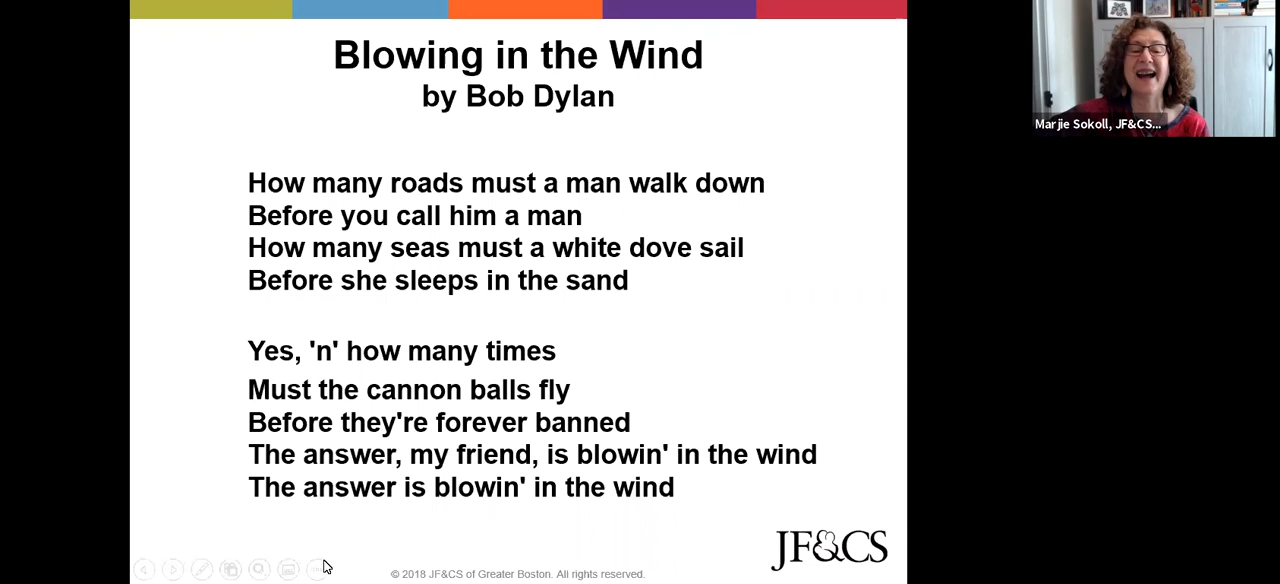 Blowing in the Wind
by Bob Dylan
How many roads must a man walk down
Before you call him a man
How many seas must a white dove sail
Before she sleeps in the sand
Yes, 'n' how many times
Must the cannon balls fly
Before they're forever banned
The answer, my friend, is blowin' in the wind
The answer is blowin' in the wind
JF&CS
© 2018 JF&CS of Greater Boston. All rights reserved.
Marjie Sokoll, JF&CS...